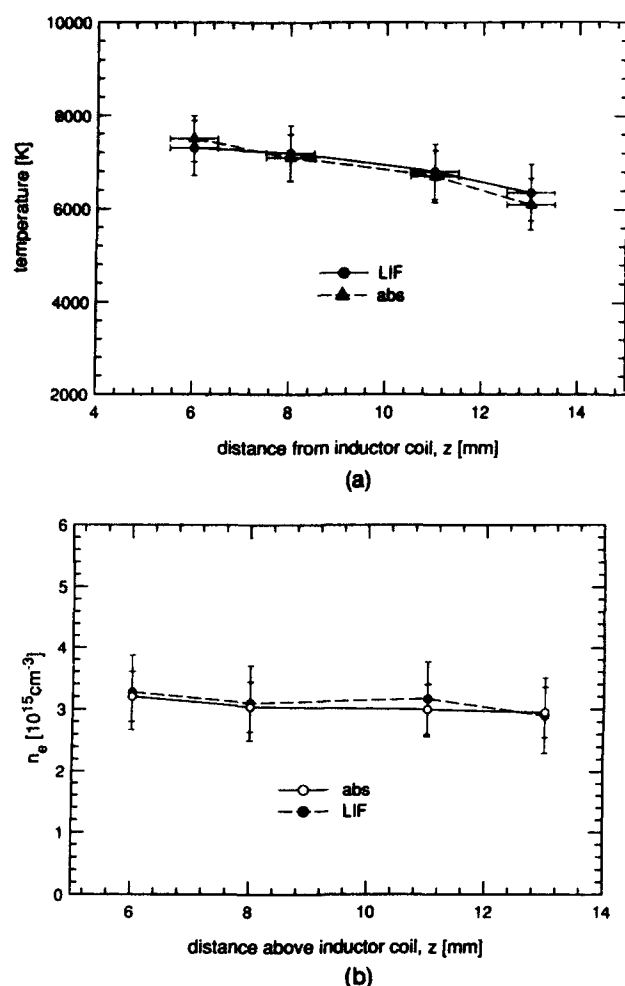 10000
8000
6000
4000
2000
temperature [K]
LIF
abs
4 6 8 10 12 14
distance from inductor coil, z [mm]
(a)
6
5
4
3
2
1
0
n_e [10^15 cm^-3]
abs
LIF
6 8 10 12 14
distance above inductor coil, z [mm]
(b)